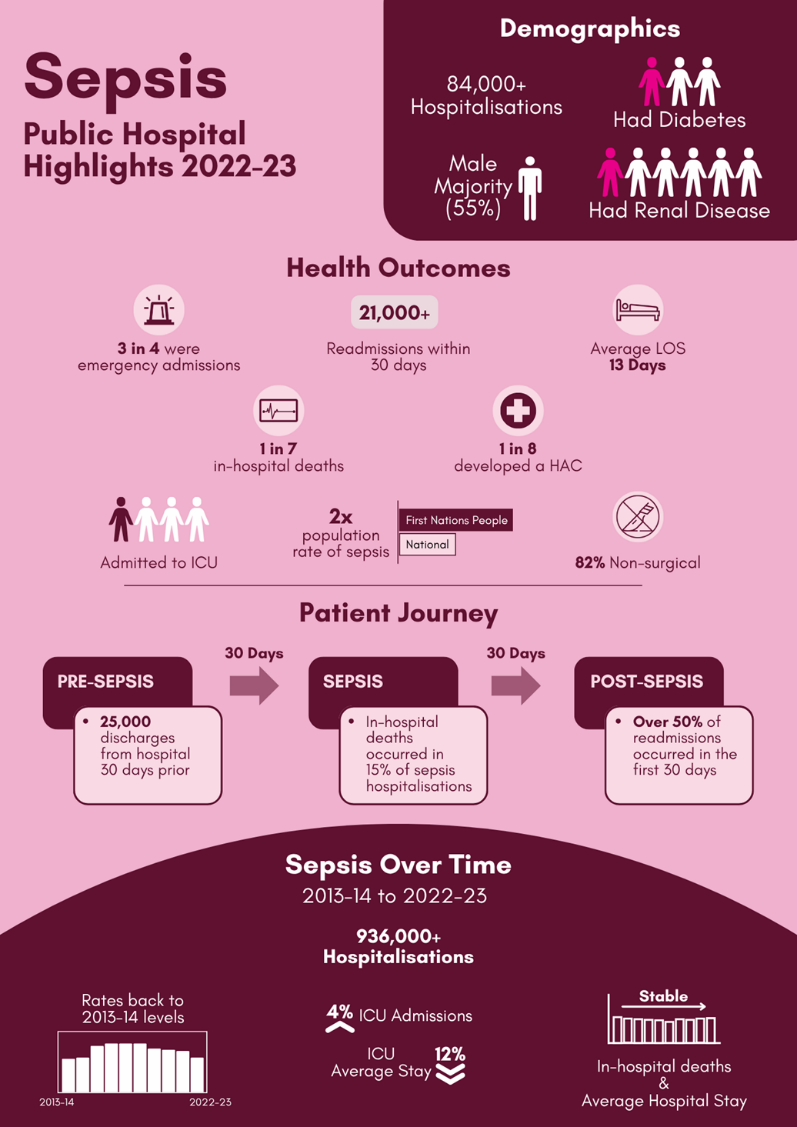 Sepsis
Public Hospital
Highlights 2022-23
Demographics
84,000+
Hospitalisations
Had Diabetes
Male
Majority
(55%)
Had Renal Disease
Health Outcomes
3 in 4 were
emergency admissions
21,000+
Readmissions within
30 days
Average LOS
13 Days
1 in 7
in-hospital deaths
1 in 8
developed a HAC
Admitted to ICU
2x
population
rate of sepsis
First Nations People
National
82% Non-surgical
Patient Journey
PRE-SEPSIS
• 25,000
discharges
from hospital
30 days prior
30 Days
SEPSIS
• In-hospital
deaths
occurred in
15% of sepsis
hospitalisations
30 Days
POST-SEPSIS
• Over 50% of
readmissions
occurred in the
first 30 days
Sepsis Over Time
2013-14 to 2022-23
936,000+
Hospitalisations
Rates back to
2013-14 levels
2013-14
2022-23
4% ICU Admissions
ICU
Average Stay
12%
Stable
In-hospital deaths
&
Average Hospital Stay